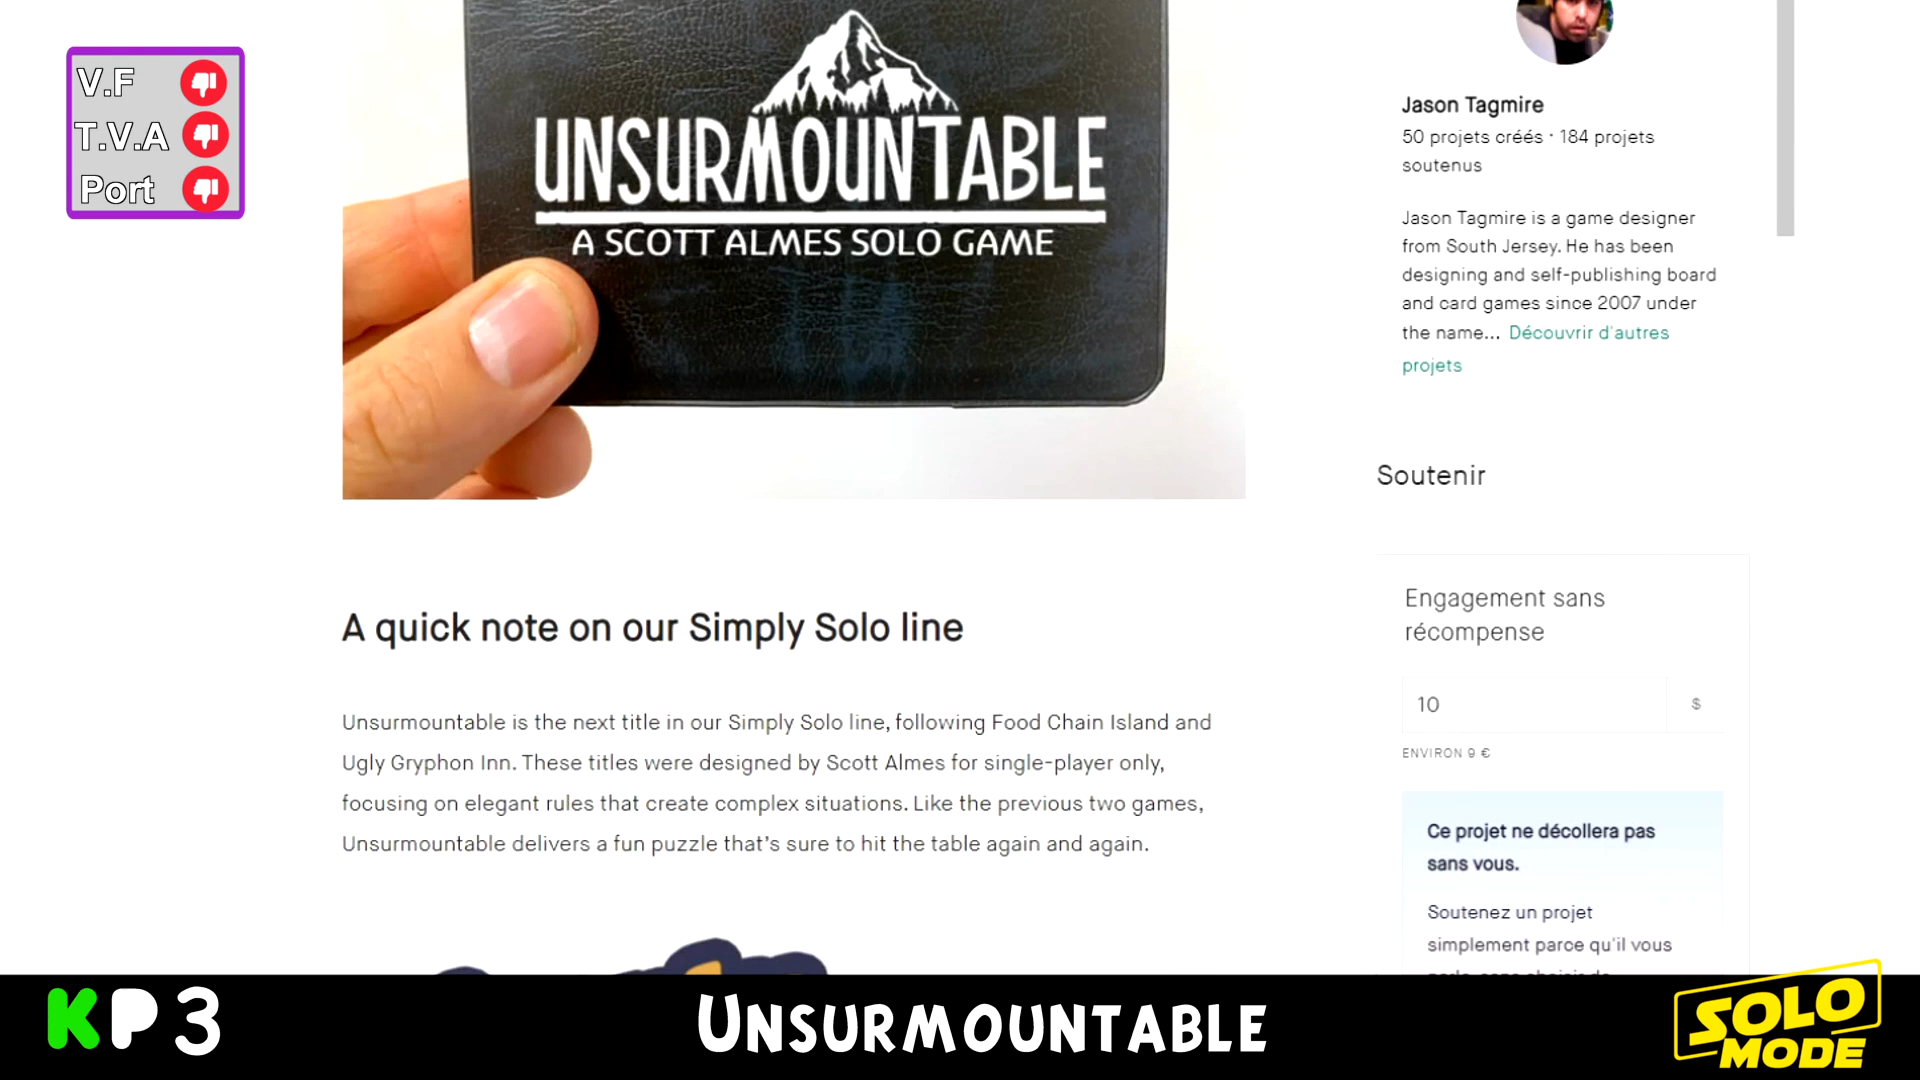 V.F
T.V.A
Port
UNSURMOUNTABLE
A SCOTT ALMES SOLO GAME
Jason Tagmire
50 projets créés · 184 projets
soutenus
Jason Tagmire is a game designer
from South Jersey. He has been
designing and self-publishing board
and card games since 2007 under
the name... Découvrir d'autres
projets
Soutenir
Engagement sans
récompense
10 $
ENVIRON 9 €
Ce projet ne décollera pas
sans vous.
Soutenez un projet
simplement parce qu'il vous
A quick note on our Simply Solo line
Unsurmountable is the next title in our Simply Solo line, following Food Chain Island and
Ugly Gryphon Inn. These titles were designed by Scott Almes for single-player only,
focusing on elegant rules that create complex situations. Like the previous two games,
Unsurmountable delivers a fun puzzle that's sure to hit the table again and again.
KP 3
UNSURMOUNTABLE
SOLO
MODE